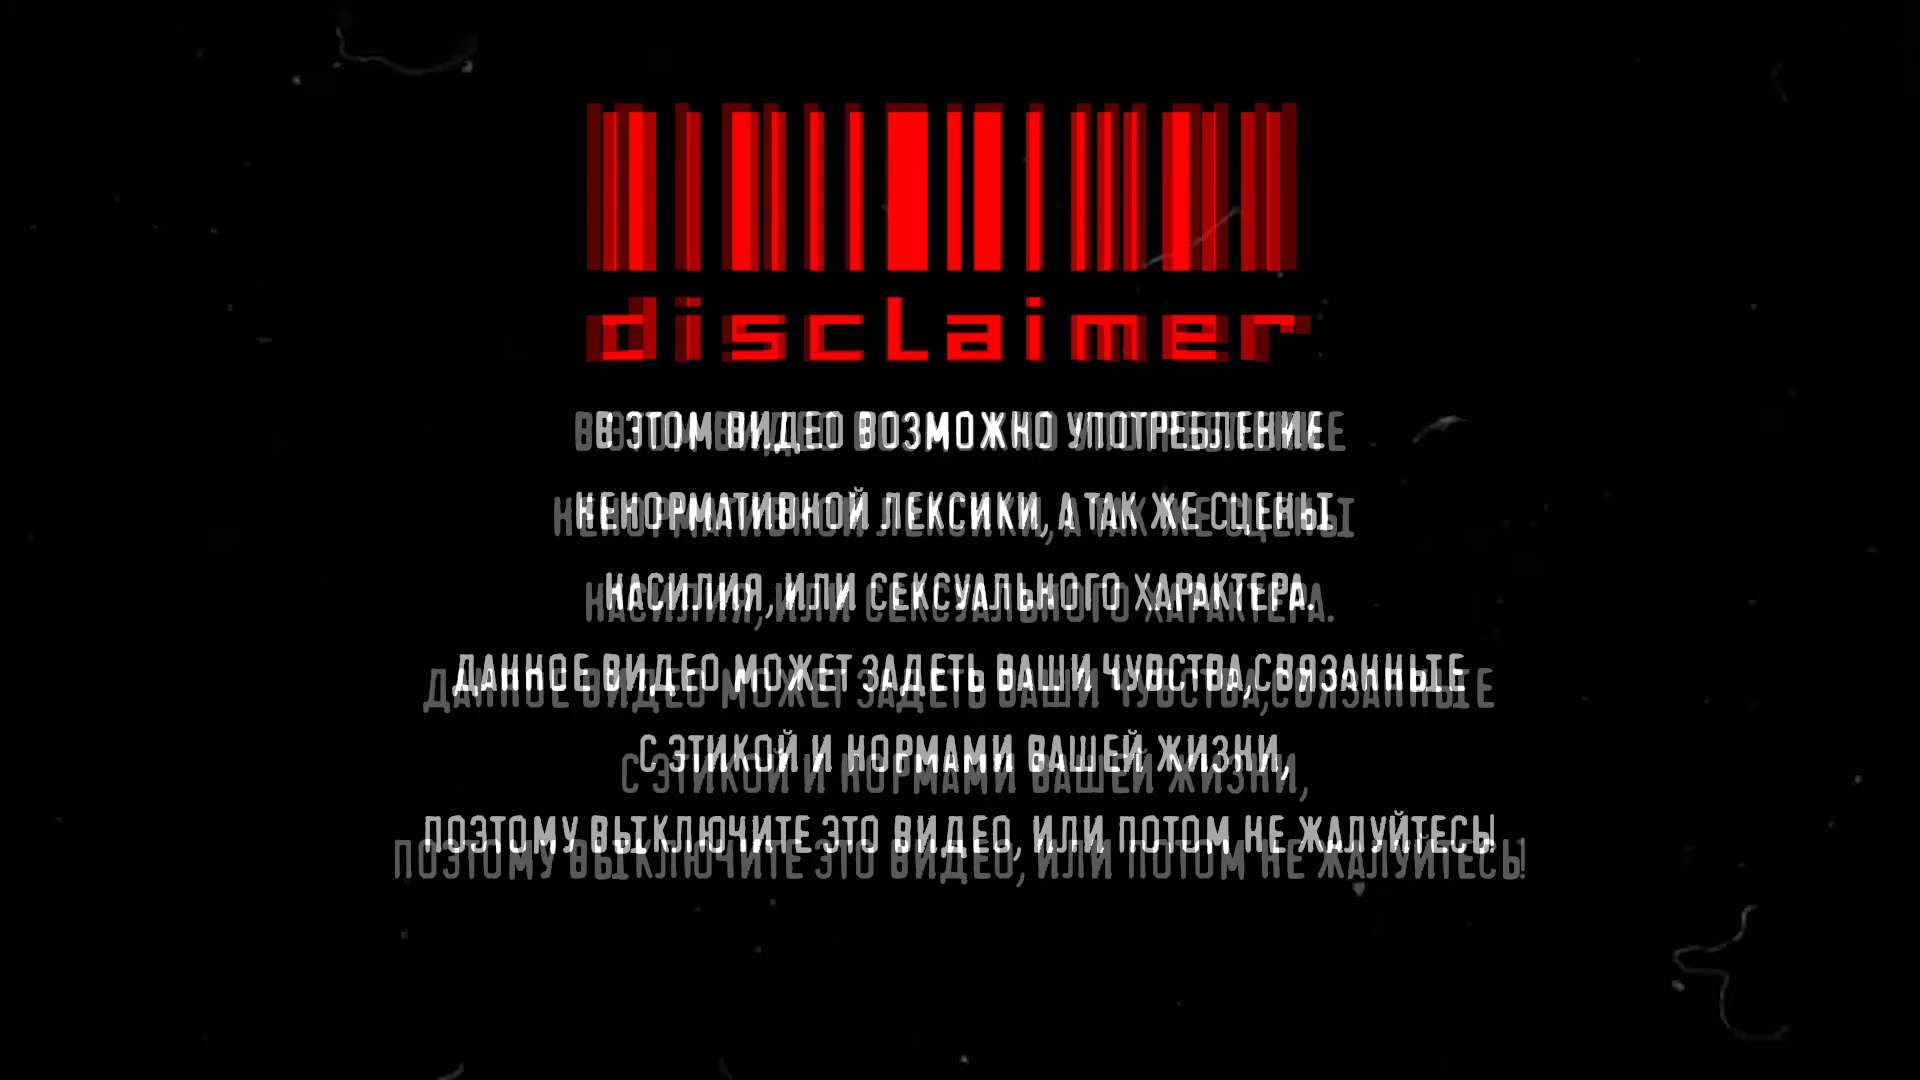 disclaimer
В ЭТОМ ВИДЕО ВОЗМОЖНО УПОТРЕБЛЕНИЕ
НЕНОРМАТИВНОЙ ЛЕКСИКИ, А ТАК ЖЕ СЦЕНЫ
НАСИЛИЯ, ИЛИ СЕКСУАЛЬНОГО ХАРАКТЕРА.
ДАННОЕ ВИДЕО МОЖЕТ ЗАДЕТЬ ВАШИ ЧУВСТВА,СВЯЗАННЫЕ
С ЭТИКОЙ И НОРМАМИ ВАШЕЙ ЖИЗНИ,
ПОЭТОМУ ВЫКЛЮЧИТЕ ЭТО ВИДЕО, ИЛИ ПОТОМ НЕ ЖАЛУЙТЕСЬ!